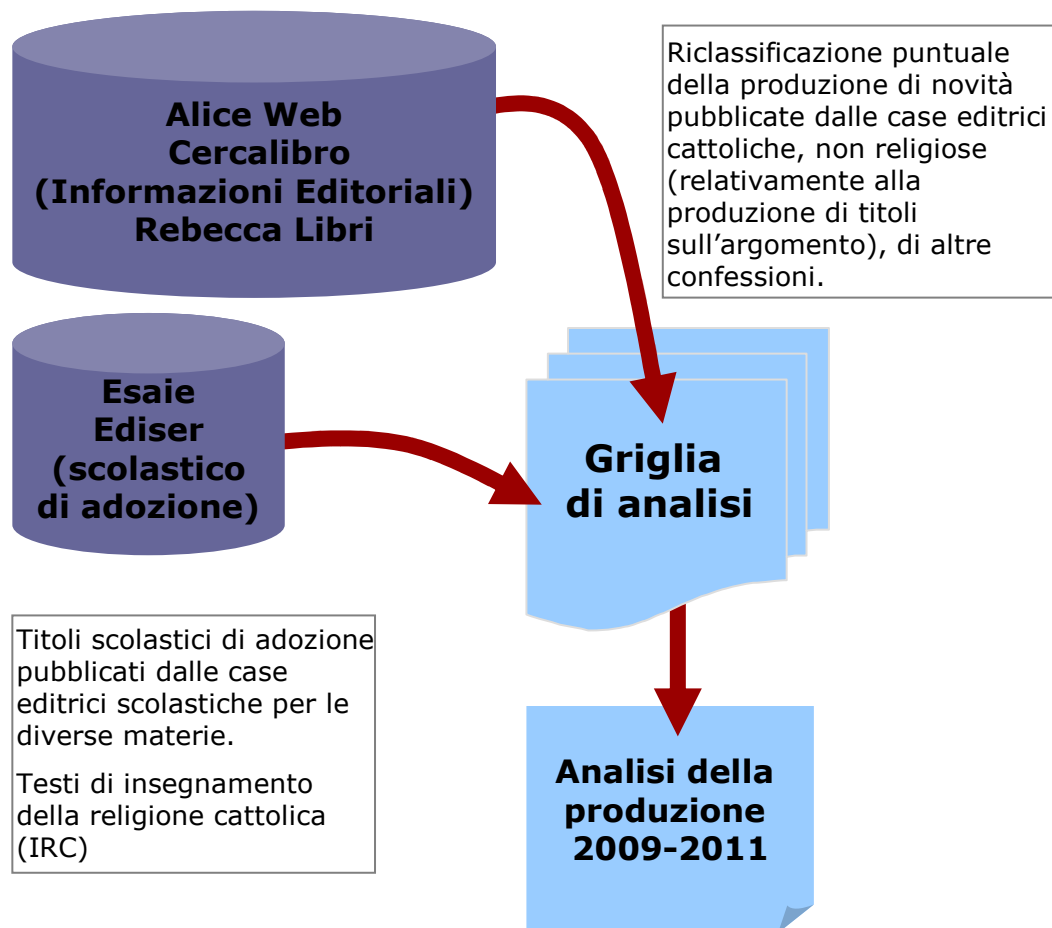 Alice Web
Cercalibro
(Informazioni Editoriali)
Rebecca Libri
Riclassificazione puntuale
della produzione di novità
pubblicate dalle case editrici
cattoliche, non religiose
(relativamente alla
produzione di titoli
sull'argomento), di altre
confessioni.
Esaie
Ediser
(scolastico
di adozione)
Griglia
di analisi
Titoli scolastici di adozione
pubblicati dalle case
editrici scolastiche per le
diverse materie.
Testi di insegnamento
della religione cattolica
(IRC)
Analisi della
produzione
2009-2011